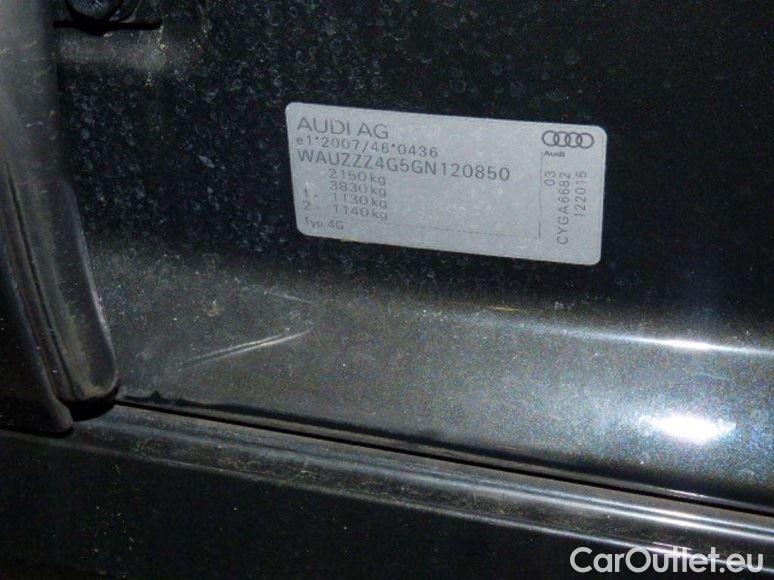 AUDI AG
e1*2007/46*0436
WAUZZZ4G5GN120850
2150kg
3830kg
1 - 1130kg
2 - 1140kg
Typ 4G
Audi
03
CYGA6682
122015
CarOutlet.eu